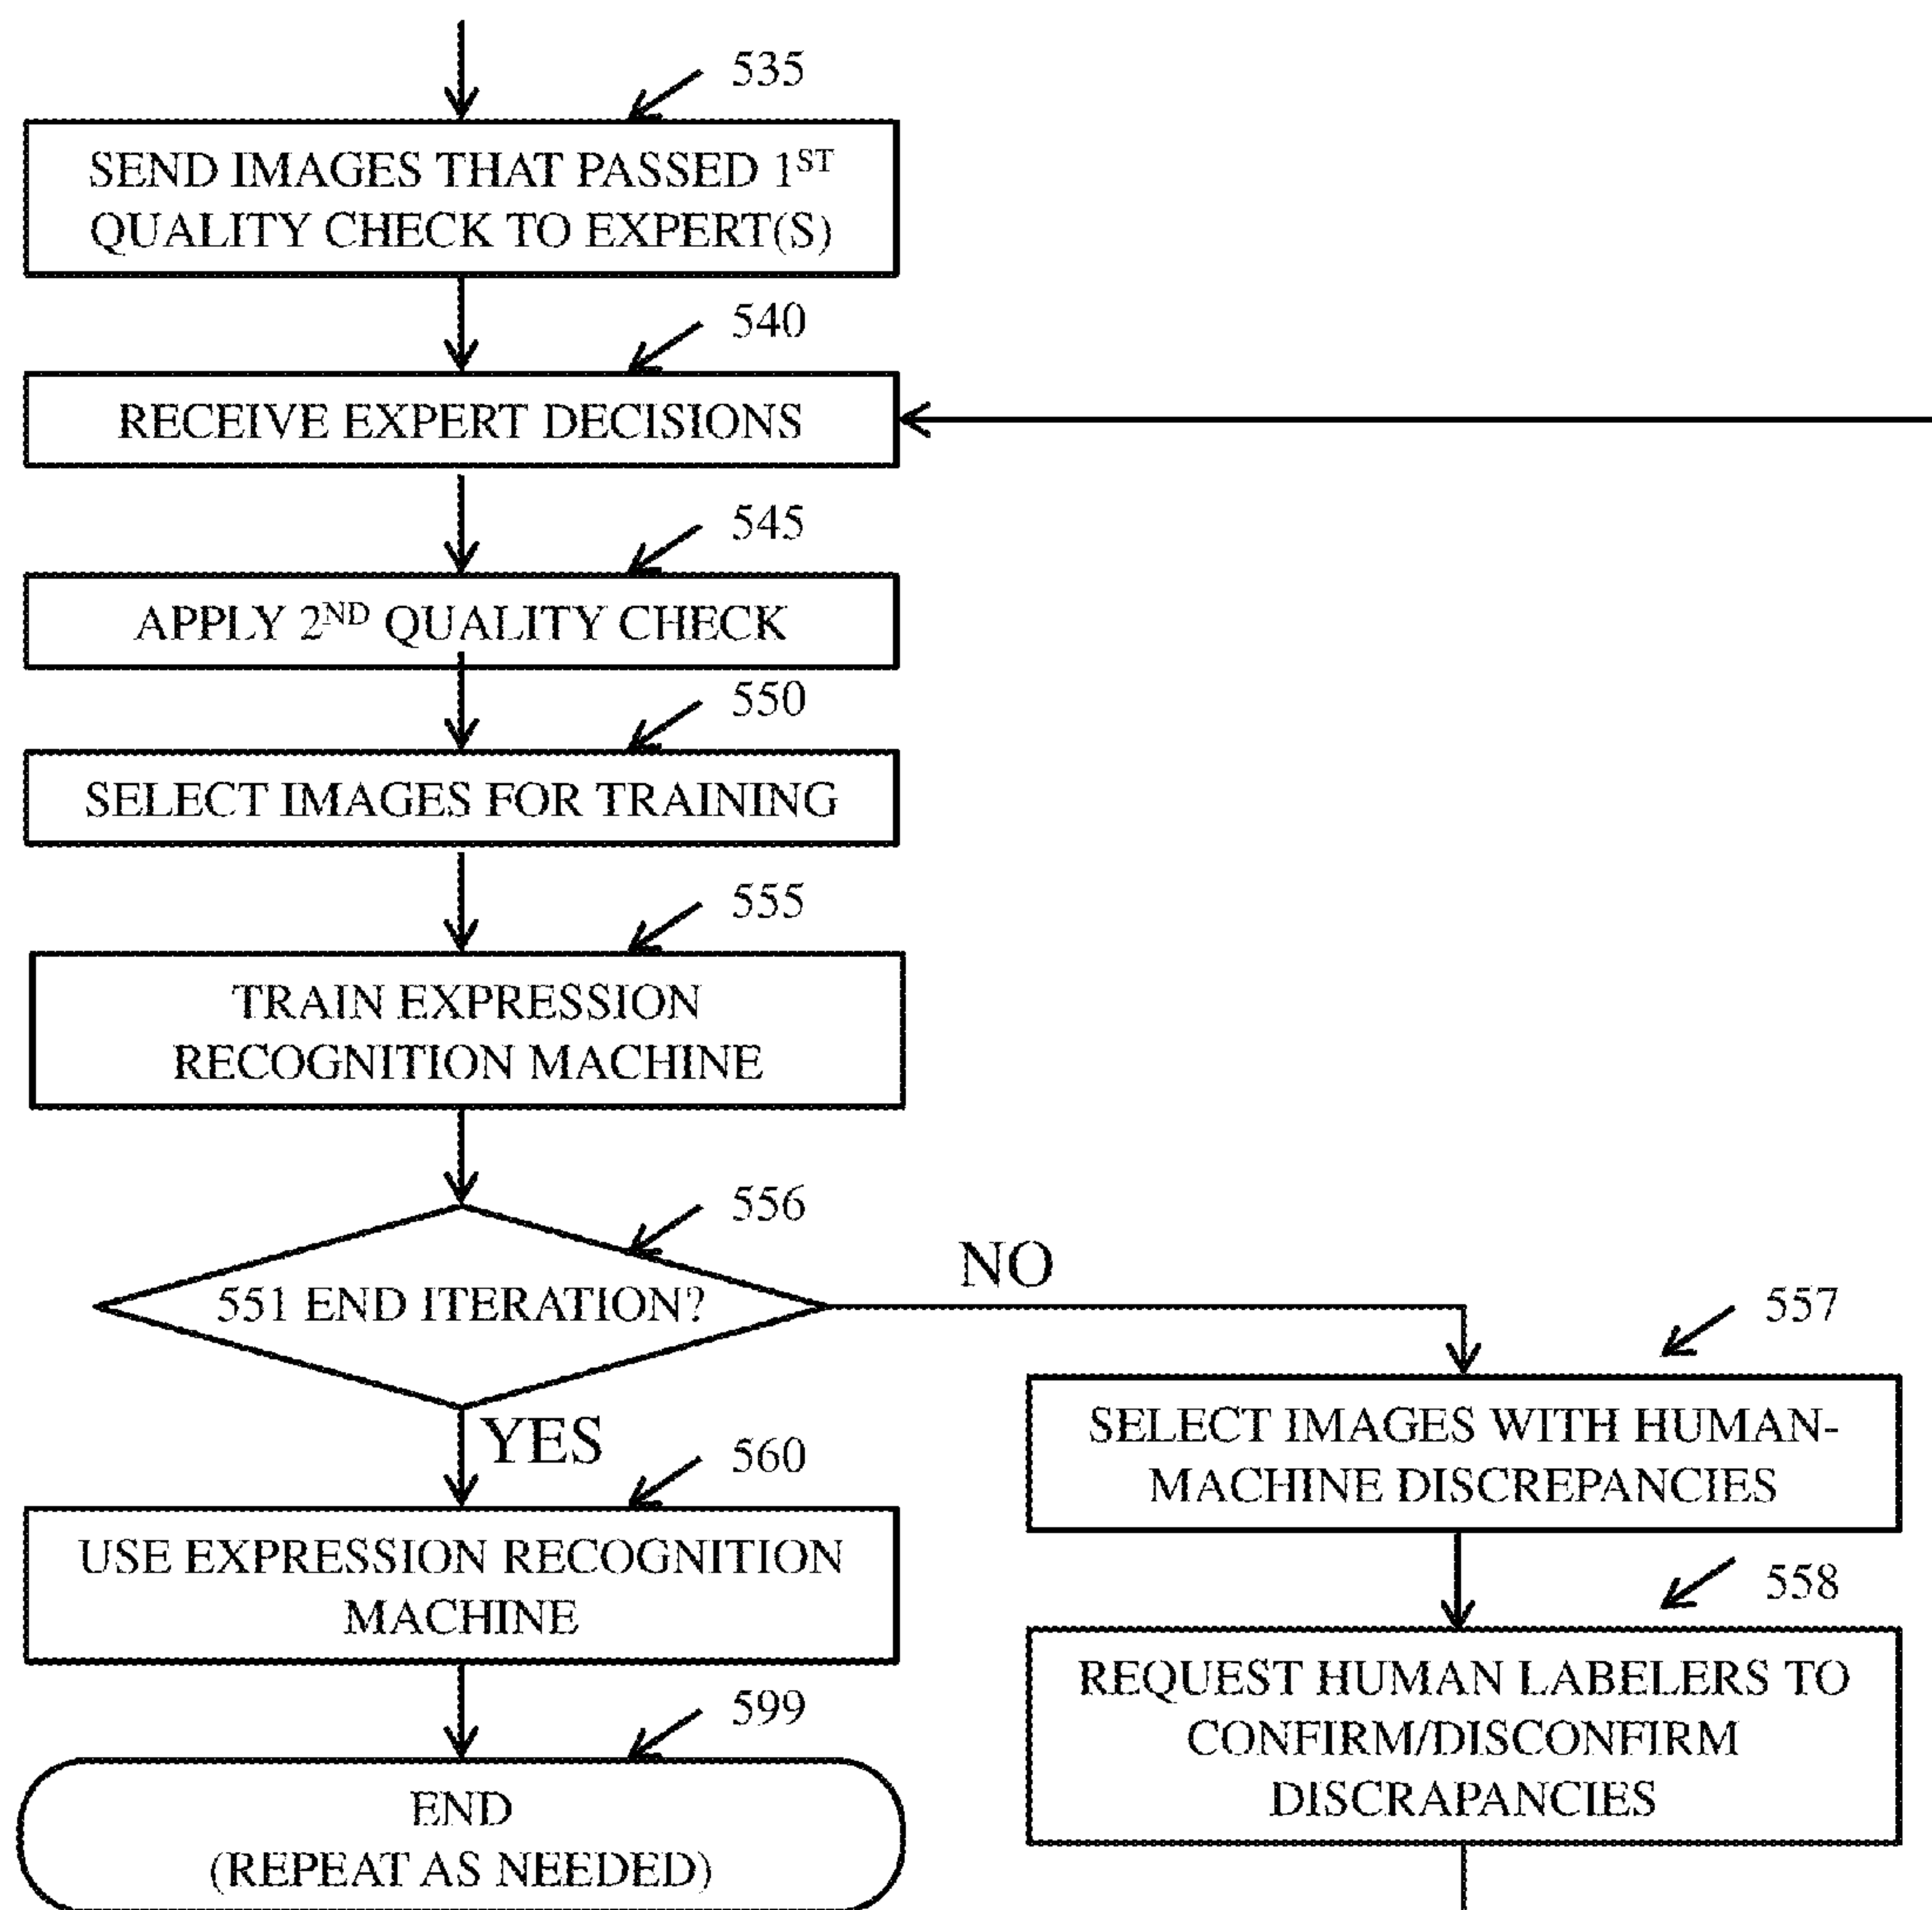 535
SEND IMAGES THAT PASSED 1ST
QUALITY CHECK TO EXPERT(S)
540
RECEIVE EXPERT DECISIONS
545
APPLY 2ND QUALITY CHECK
550
SELECT IMAGES FOR TRAINING
555
TRAIN EXPRESSION
RECOGNITION MACHINE
556
551 END ITERATION?
NO
YES
557
SELECT IMAGES WITH HUMAN-
MACHINE DISCREPANCIES
558
REQUEST HUMAN LABELERS TO
CONFIRM/DISCONFIRM
DISCRAPANCIES
560
USE EXPRESSION RECOGNITION
MACHINE
599
END
(REPEAT AS NEEDED)